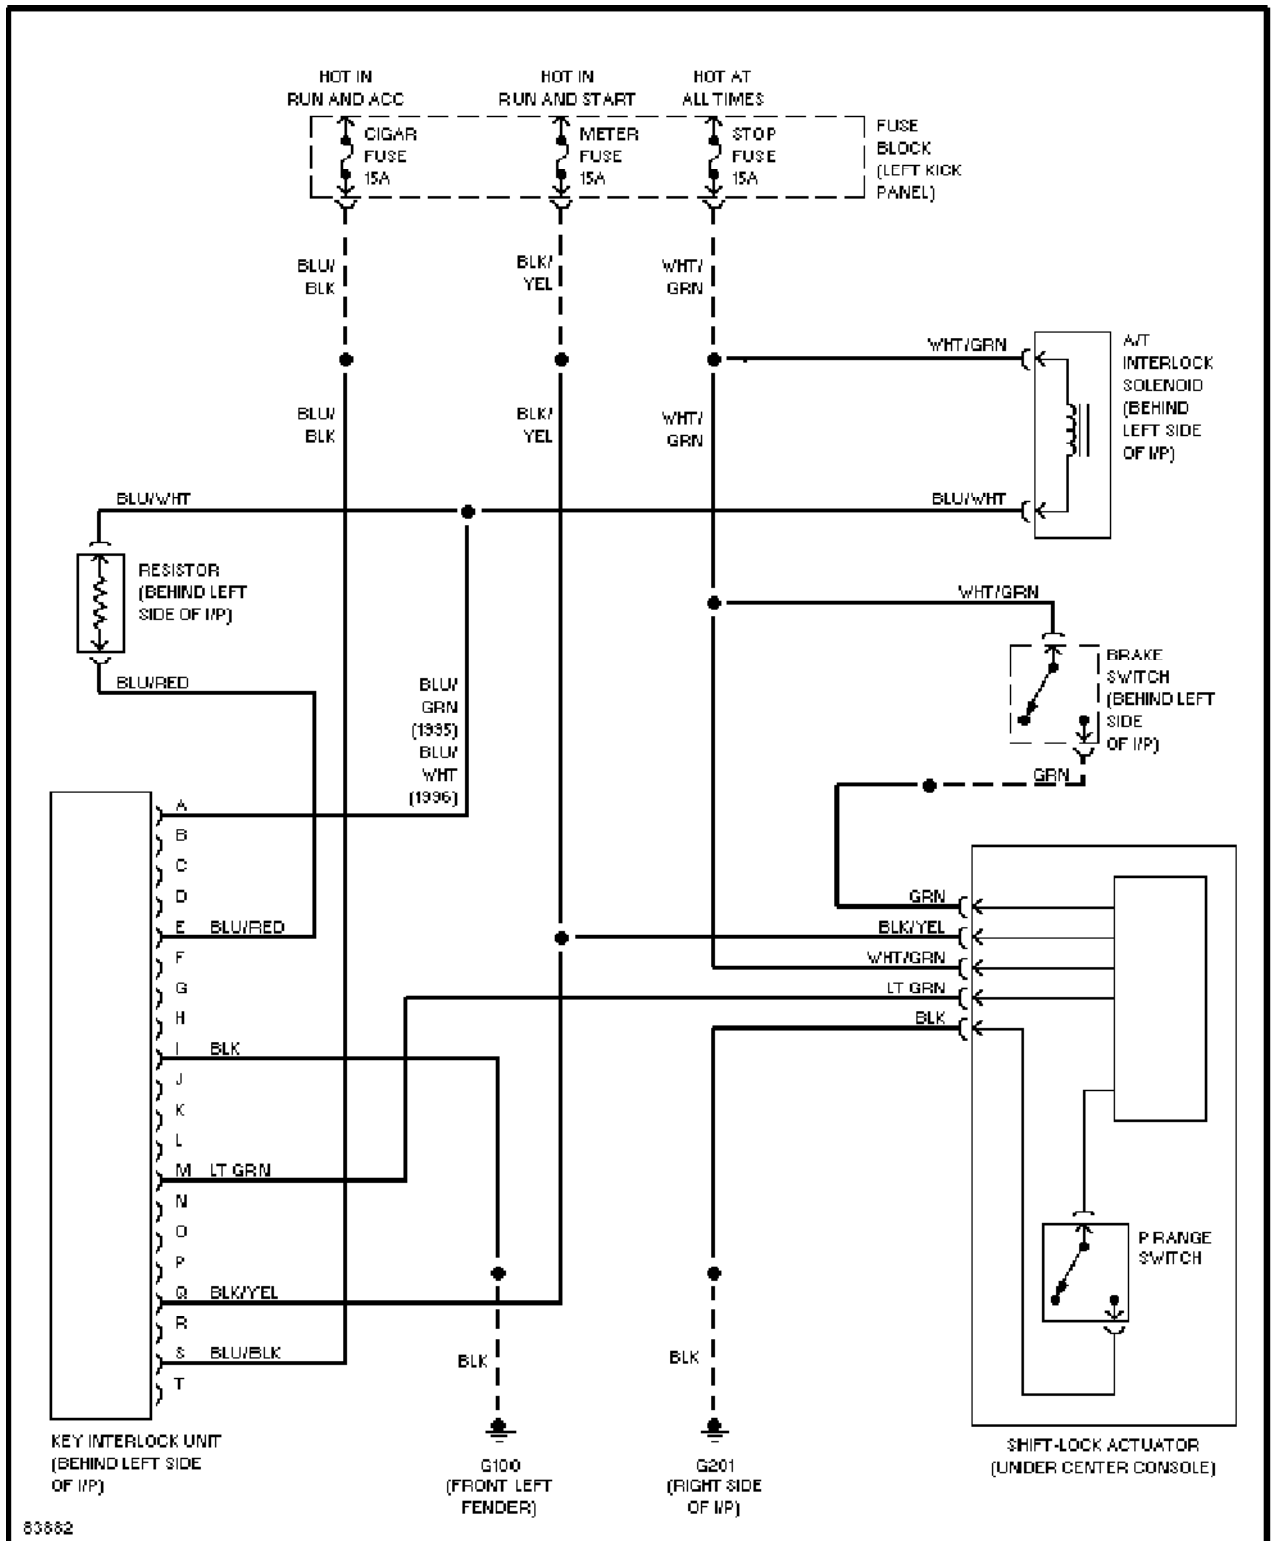 HOT IN
RUN AND ACC
HOT IN
RUN AND START
HOT AT
ALL TIMES
CIGAR
FUSE
15A
METER
FUSE
15A
STOP
FUSE
15A
FUSE
BLOCK
(LEFT KICK
PANEL)
BLU/
BLK
BLK/
YEL
WHT/
GRN
WHT/GRN
A/T
INTERLOCK
SOLENOID
(BEHIND
LEFT SIDE
OF I/P)
BLU/
BLK
BLK/
YEL
WHT/
GRN
BLU/WHT
BLU/WHT
RESISTOR
(BEHIND LEFT
SIDE OF I/P)
WHT/GRN
BRAKE
SWITCH
(BEHIND LEFT
SIDE
OF I/P)
BLU/RED
BLU/
GRN
(1995)
BLU/
WHT
(1996)
GRN
A
B
C
D
E BLU/RED
F
G
H
I BLK
J
K
L
M LT GRN
N
O
P
Q BLK/YEL
R
S BLU/BLK
T
GRN
BLK/YEL
WHT/GRN
LT GRN
BLK
P RANGE
SWITCH
BLK
BLK
KEY INTERLOCK UNIT
(BEHIND LEFT SIDE
OF I/P)
G100
(FRONT LEFT
FENDER)
G201
(RIGHT SIDE
OF I/P)
SHIFT-LOCK ACTUATOR
(UNDER CENTER CONSOLE)
83882